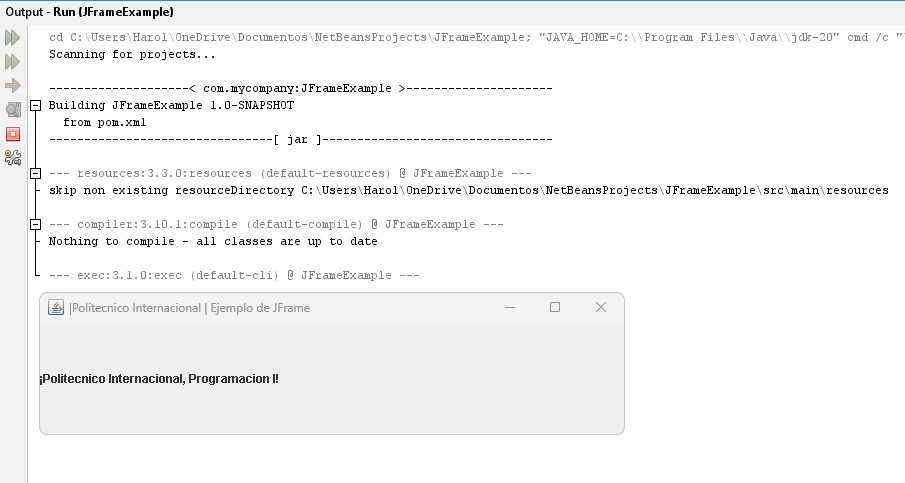 Output - Run (JFrameExample)
cd C:\Users\Harol\OneDrive\Documentos\NetBeansProjects\JFrameExample; "JAVA_HOME=C:\\Program Files\\Java\\jdk-20" cmd /c "
Scanning for projects...
--------------------< com.mycompany:JFrameExample >---------------------
Building JFrameExample 1.0-SNAPSHOT
from pom.xml
--------------------------------[ jar ]---------------------------------
--- resources:3.3.0:resources (default-resources) @ JFrameExample ---
skip non existing resourceDirectory C:\Users\Harol\OneDrive\Documentos\NetBeansProjects\JFrameExample\src\main\resources
--- compiler:3.10.1:compile (default-compile) @ JFrameExample ---
Nothing to compile - all classes are up to date
--- exec:3.1.0:exec (default-cli) @ JFrameExample ---
|Politecnico Internacional | Ejemplo de JFrame
¡Politecnico Internacional, Programacion I!